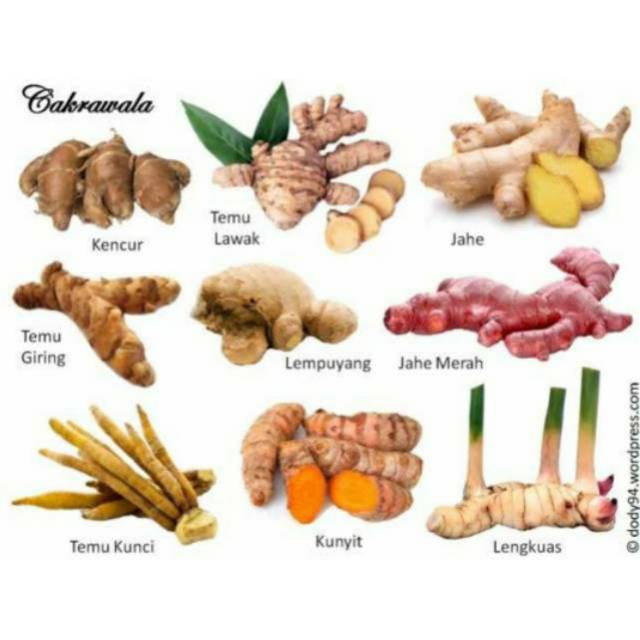 Cakrawala
Kencur
Temu
Lawak
Jahe
Temu
Giring
Lempuyang
Jahe Merah
Temu Kunci
Kunyit
Lengkuas
© dody94.wordpress.com